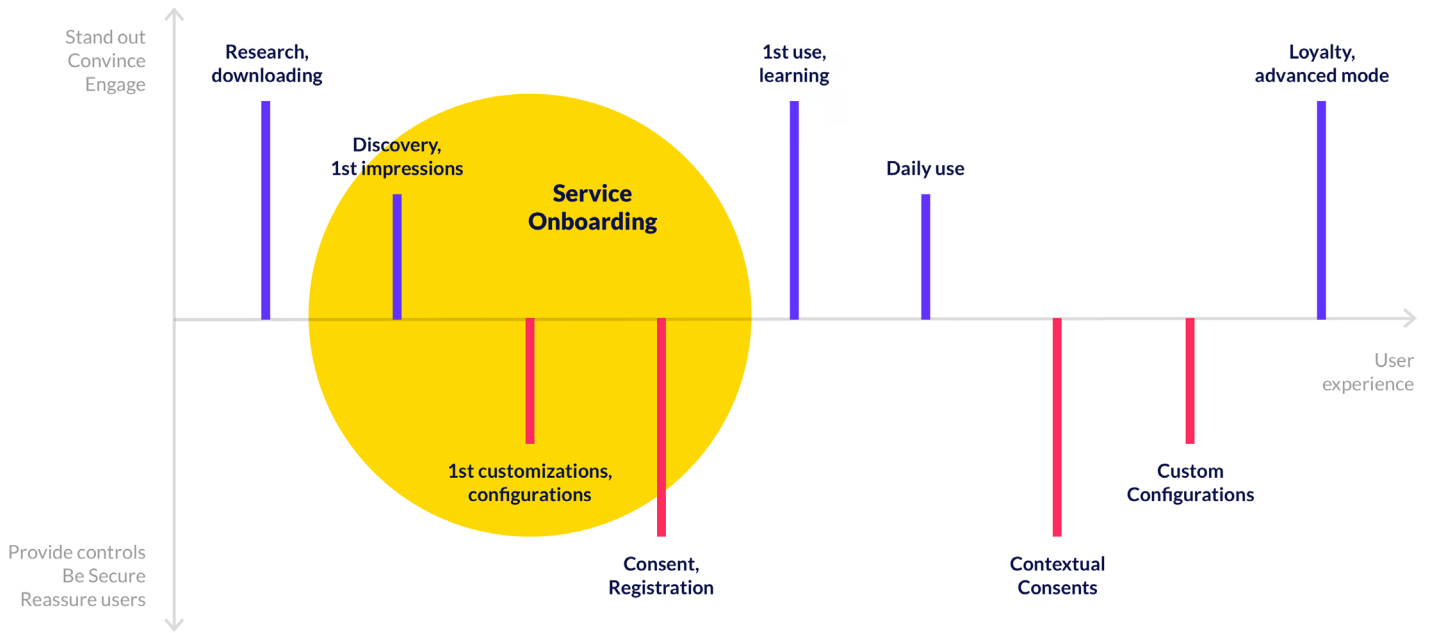 Stand out
Convince
Engage
Research,
downloading
Discovery,
1st impressions
Service
Onboarding
1st use,
learning
Daily use
Loyalty,
advanced mode
User
experience
1st customizations,
configurations
Consent,
Registration
Contextual
Consents
Custom
Configurations
Provide controls
Be Secure
Reassure users